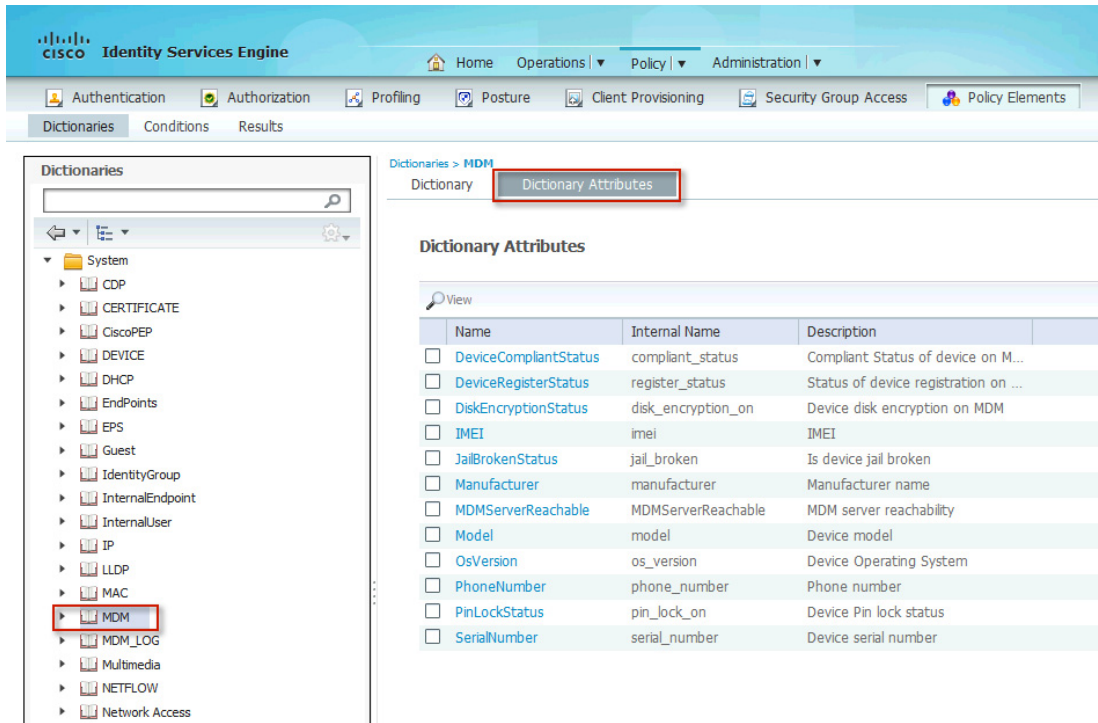 CISCO Identity Services Engine
Home Operations | ▼ Policy | ▼ Administration | ▼
Authentication Authorization Profiling Posture Client Provisioning Security Group Access Policy Elements
Dictionaries Conditions Results
Dictionaries
System
CDP
CERTIFICATE
CiscoPEP
DEVICE
DHCP
EndPoints
EPS
Guest
IdentityGroup
InternalEndpoint
InternalUser
IP
LLDP
MAC
MDM
MDM_LOG
Multimedia
NETFLOW
Network Access
Dictionaries > MDM
Dictionary Dictionary Attributes
Dictionary Attributes
View
Name Internal Name Description
DeviceCompliantStatus compliant_status Compliant Status of device on M...
DeviceRegisterStatus register_status Status of device registration on ...
DiskEncryptionStatus disk_encryption_on Device disk encryption on MDM
IMEI imei IMEI
JailBrokenStatus jail_broken Is device jail broken
Manufacturer manufacturer Manufacturer name
MDMServerReachable MDMServerReachable MDM server reachability
Model model Device model
OsVersion os_version Device Operating System
PhoneNumber phone_number Phone number
PinLockStatus pin_lock_on Device Pin lock status
SerialNumber serial_number Device serial number